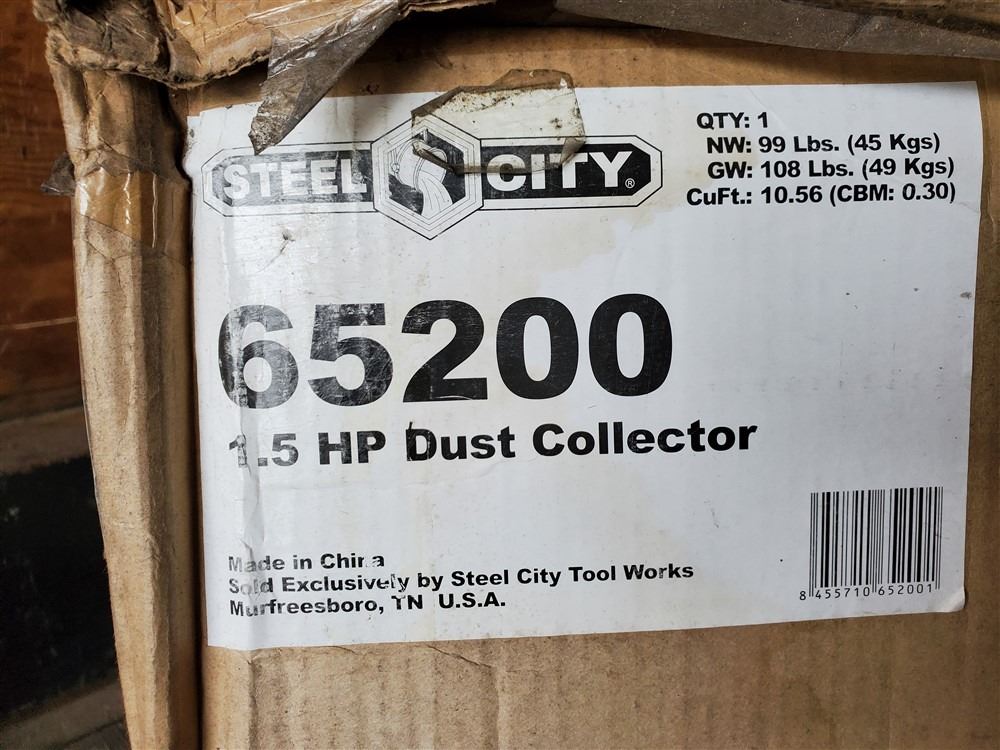 STEEL CITY®
QTY: 1
NW: 99 Lbs. (45 Kgs)
GW: 108 Lbs. (49 Kgs)
CuFt.: 10.56 (CBM: 0.30)
65200
1.5 HP Dust Collector
Made in China
Sold Exclusively by Steel City Tool Works
Murfreesboro, TN U.S.A.
8 455710 652001